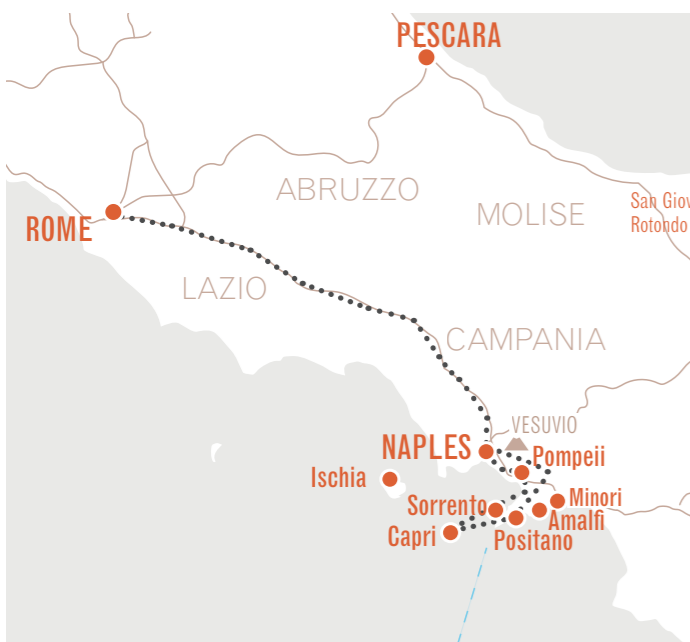 PESCARA
ABRUZZO
MOLISE
San Giov
Rotondo
ROME
LAZIO
CAMPANIA
VESUVIO
NAPLES
Pompeii
Ischia
Minori
Sorrento
Amalfi
Capri
Positano